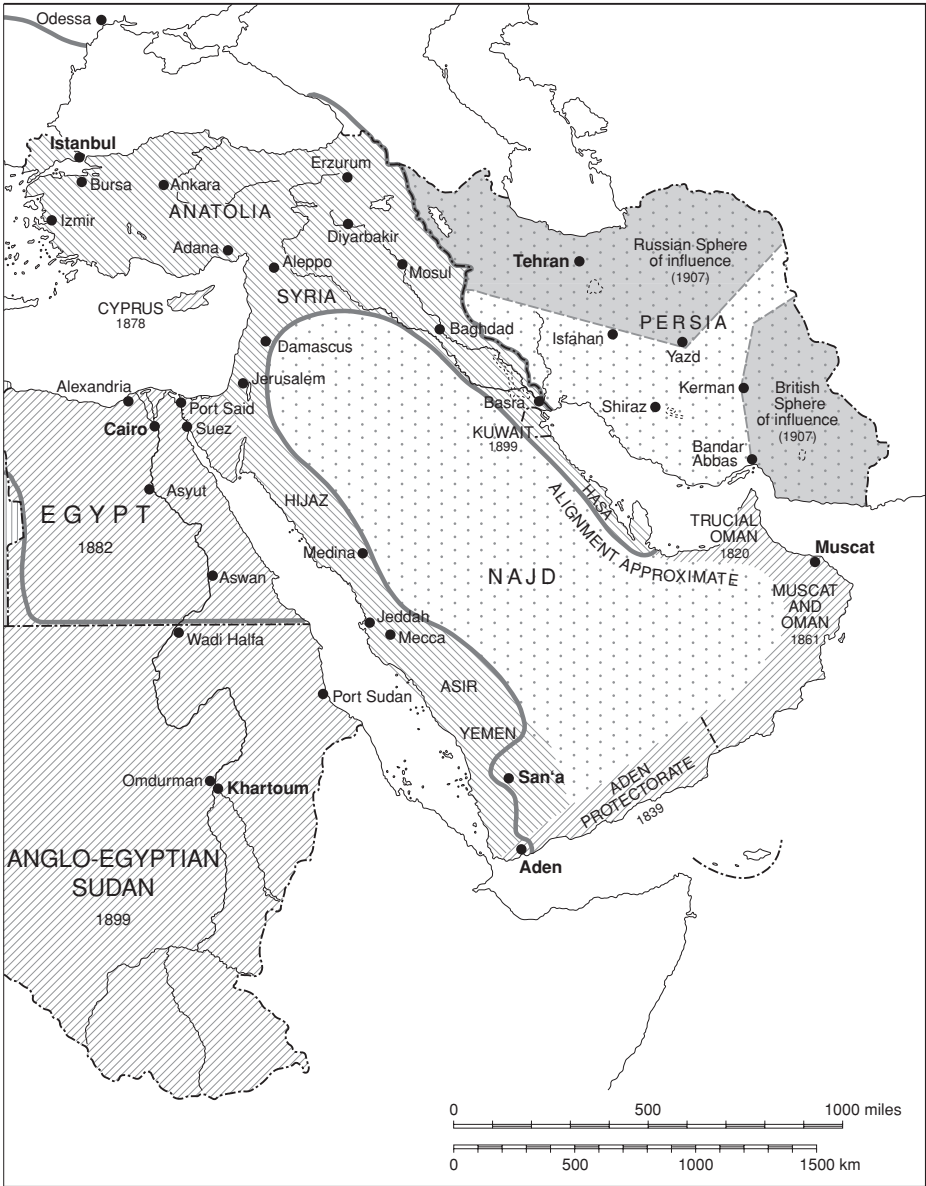 Odessa
Istanbul
Bursa
Ankara
Erzurum
ANATOLIA
Izmir
Diyarbakir
Adana
Aleppo
Mosul
Tehran
Russian Sphere
of influence
(1907)
CYPRUS
1878
SYRIA
Baghdad
PERSIA
Isfahan
Yazd
Damascus
Jerusalem
Alexandria
Port Said
Cairo
Suez
Basra
KUWAIT
1899
Shiraz
Kerman
British
Sphere
of influence
(1907)
Bandar
Abbas
Asyut
EGYPT
1882
HIJAZ
HASA
ALIGNMENT APPROXIMATE
TRUCIAL
OMAN
1820
Muscat
Medina
NAJD
Aswan
MUSCAT
AND
OMAN
1861
Jeddah
Mecca
Wadi Halfa
ASIR
Port Sudan
YEMEN
San‘a
Omdurman
Khartoum
ADEN
PROTECTORATE
1839
Aden
ANGLO-EGYPTIAN
SUDAN
1899
0 500 1000 miles
0 500 1000 1500 km